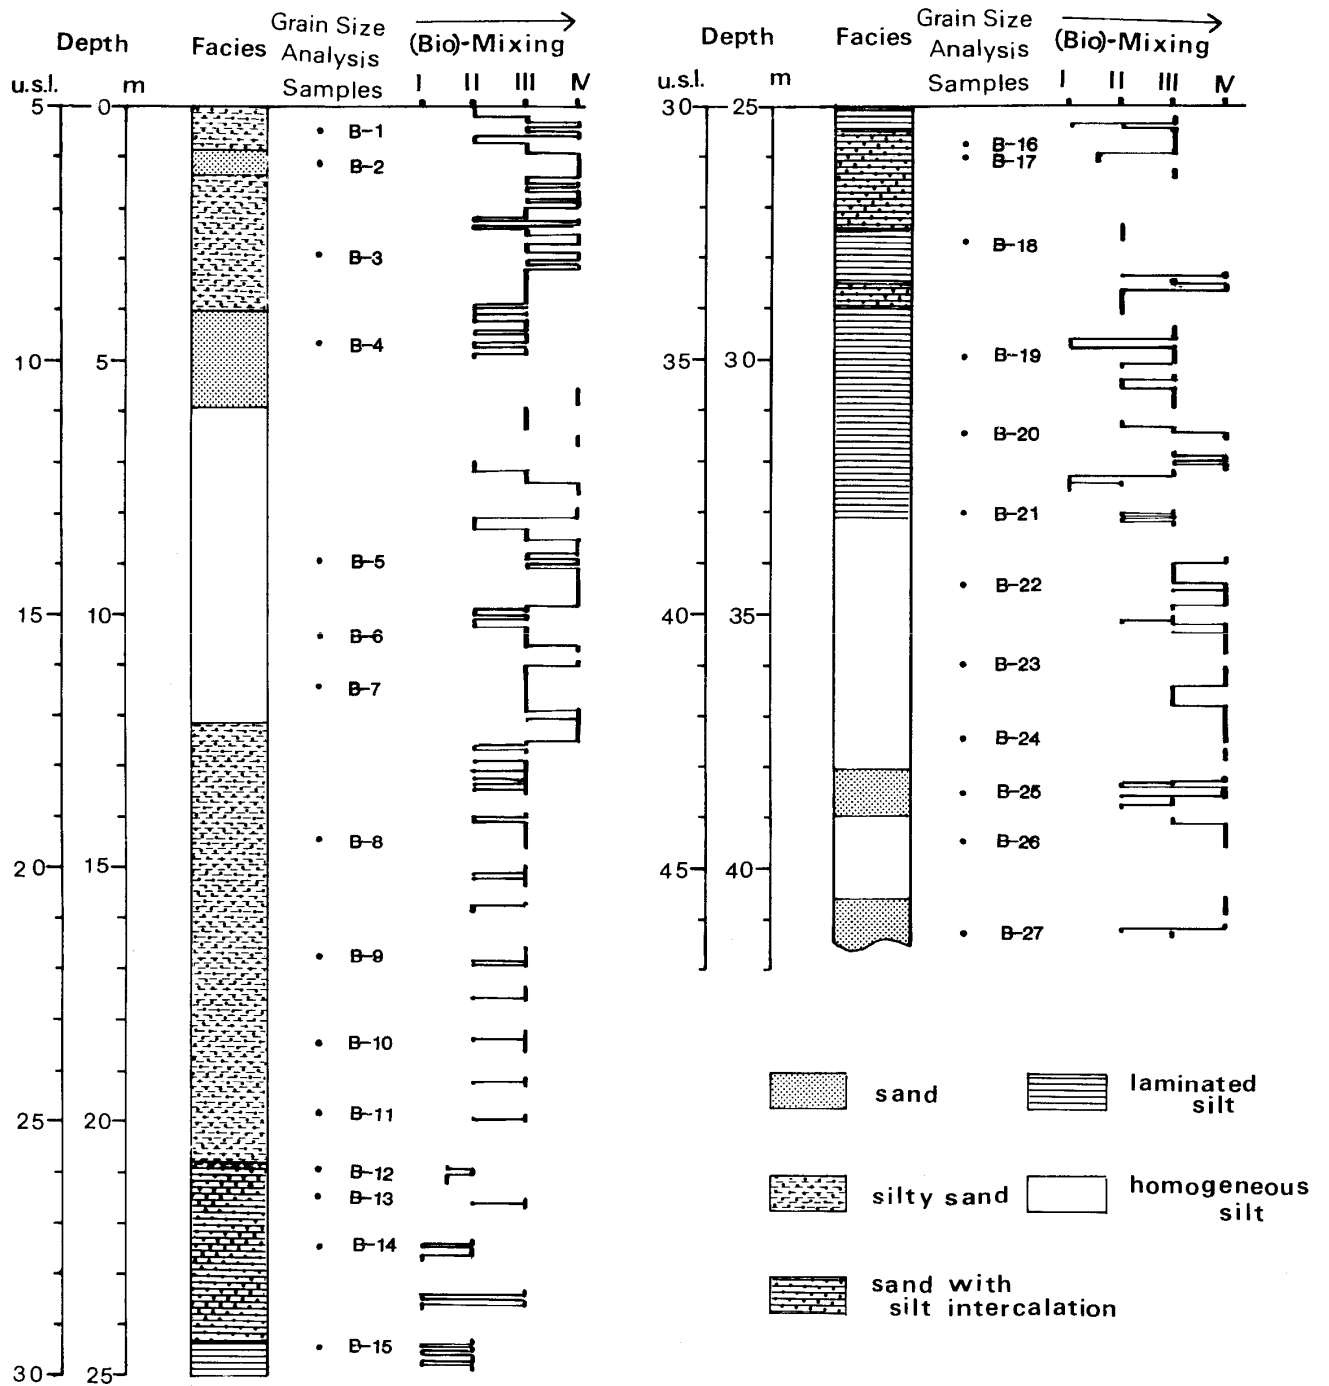 Depth
Facies
Grain Size
Analysis
Samples
(Bio)-Mixing
u.s.l.
m
I
II
III
IV
5
0
B-1
B-2
B-3
B-4
10
5
B-5
15
10
B-6
B-7
B-8
20
15
B-9
B-10
B-11
25
20
B-12
B-13
B-14
B-15
30
25
Depth
Facies
Grain Size
Analysis
Samples
(Bio)-Mixing
u.s.l.
m
I
II
III
IV
30
25
B-16
B-17
B-18
B-19
35
30
B-20
B-21
B-22
40
35
B-23
B-24
B-25
B-26
45
40
B-27
sand
laminated
silt
silty sand
homogeneous
silt
sand with
silt intercalation